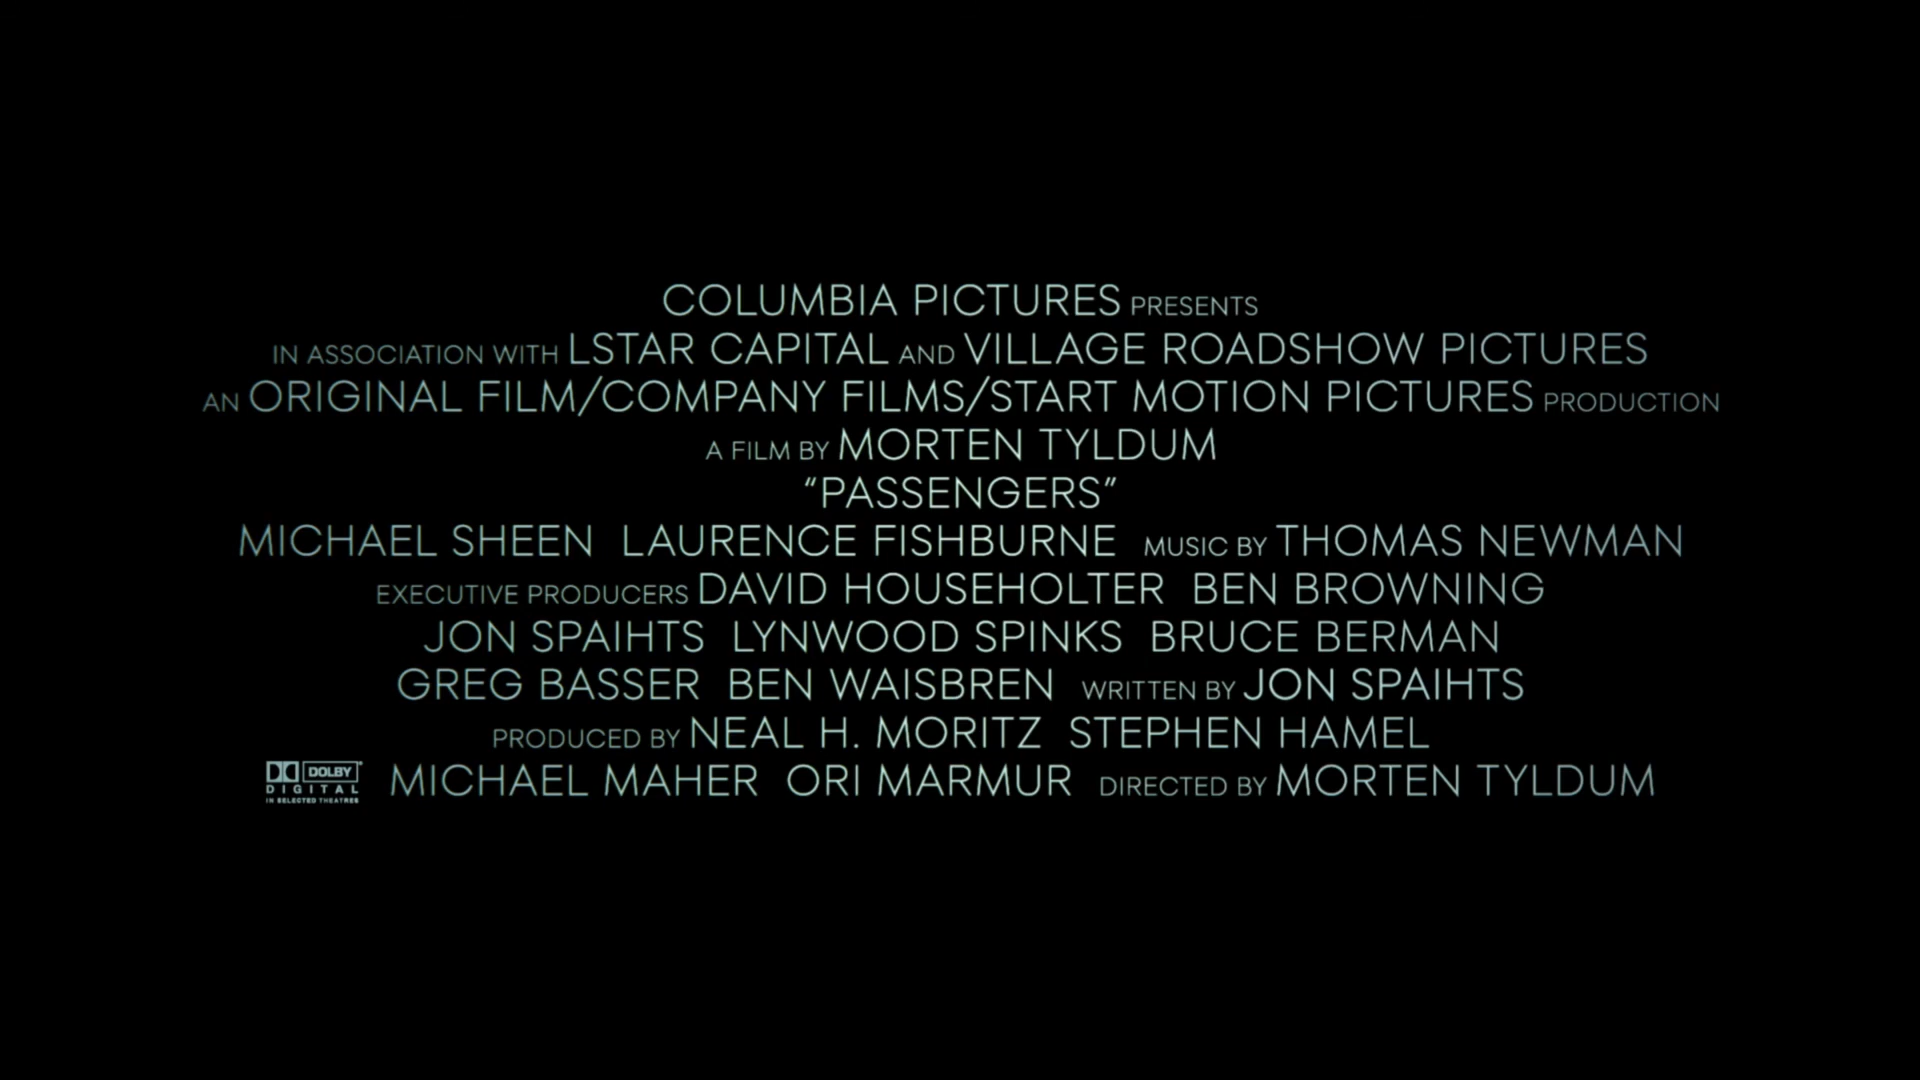 COLUMBIA PICTURES PRESENTS
IN ASSOCIATION WITH LSTAR CAPITAL AND VILLAGE ROADSHOW PICTURES
AN ORIGINAL FILM/COMPANY FILMS/START MOTION PICTURES PRODUCTION
A FILM BY MORTEN TYLDUM
“PASSENGERS”
MICHAEL SHEEN LAURENCE FISHBURNE MUSIC BY THOMAS NEWMAN
EXECUTIVE PRODUCERS DAVID HOUSEHOLTER BEN BROWNING
JON SPAIHTS LYNWOOD SPINKS BRUCE BERMAN
GREG BASSER BEN WAISBREN WRITTEN BY JON SPAIHTS
PRODUCED BY NEAL H. MORITZ STEPHEN HAMEL
MICHAEL MAHER ORI MARMUR DIRECTED BY MORTEN TYLDUM
DOLBY
DIGITAL
IN SELECTED THEATRES